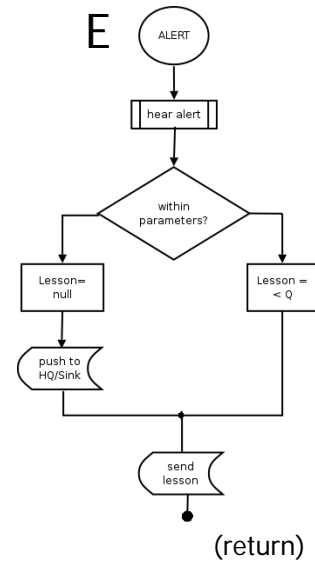 E
ALERT
hear alert
within
parameters?
Lesson=
null
Lesson =
< Q
push to
HQ/Sink
send
lesson
(return)